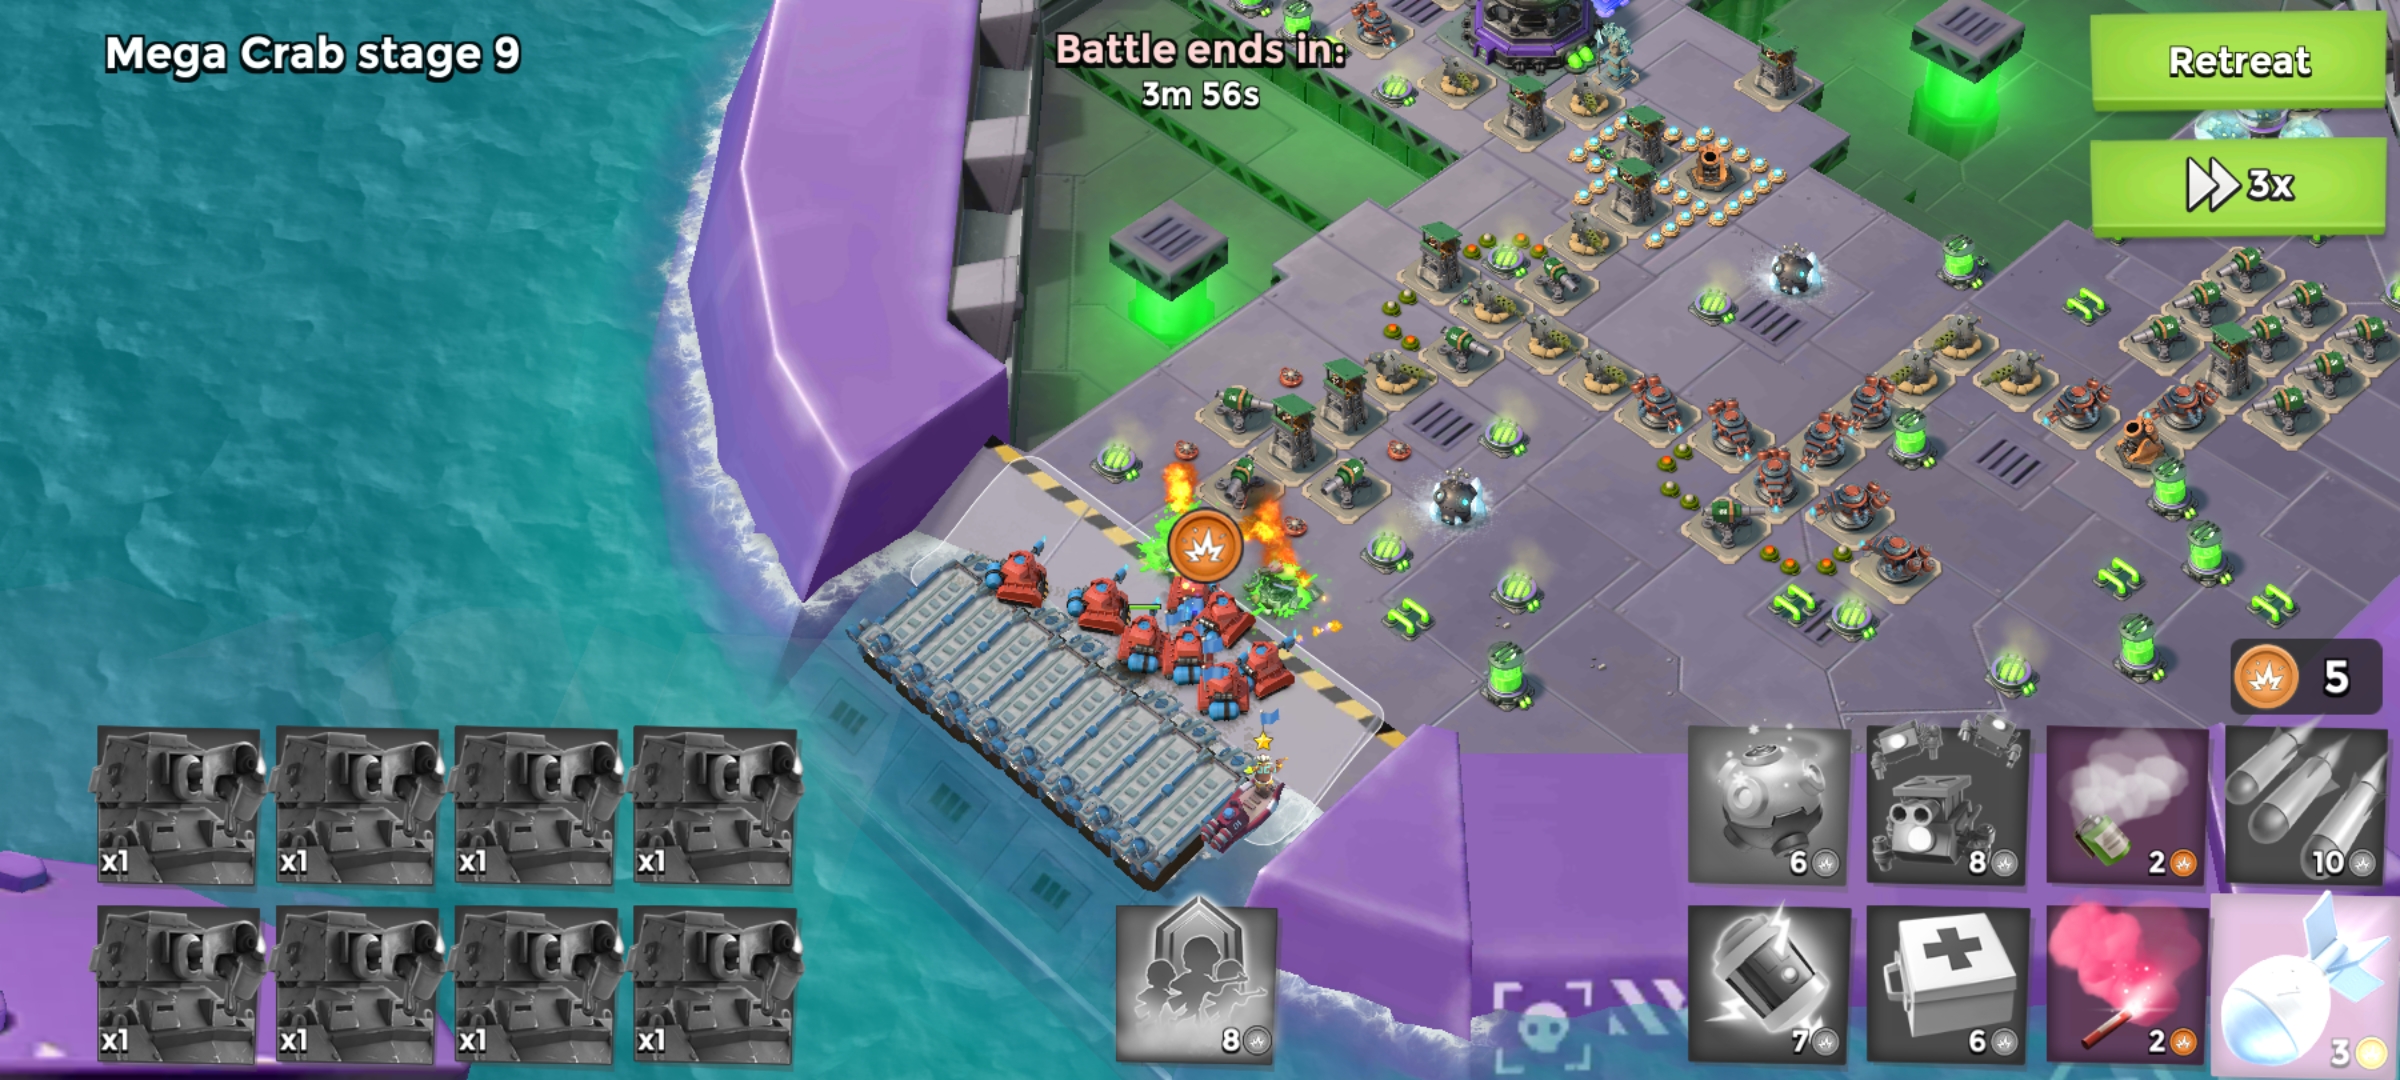 Mega Crab stage 9
Battle ends in:
3m 56s
Retreat
3x
5
x1
x1
x1
x1
6
8
2
10
x1
x1
x1
x1
8
7
6
2
3